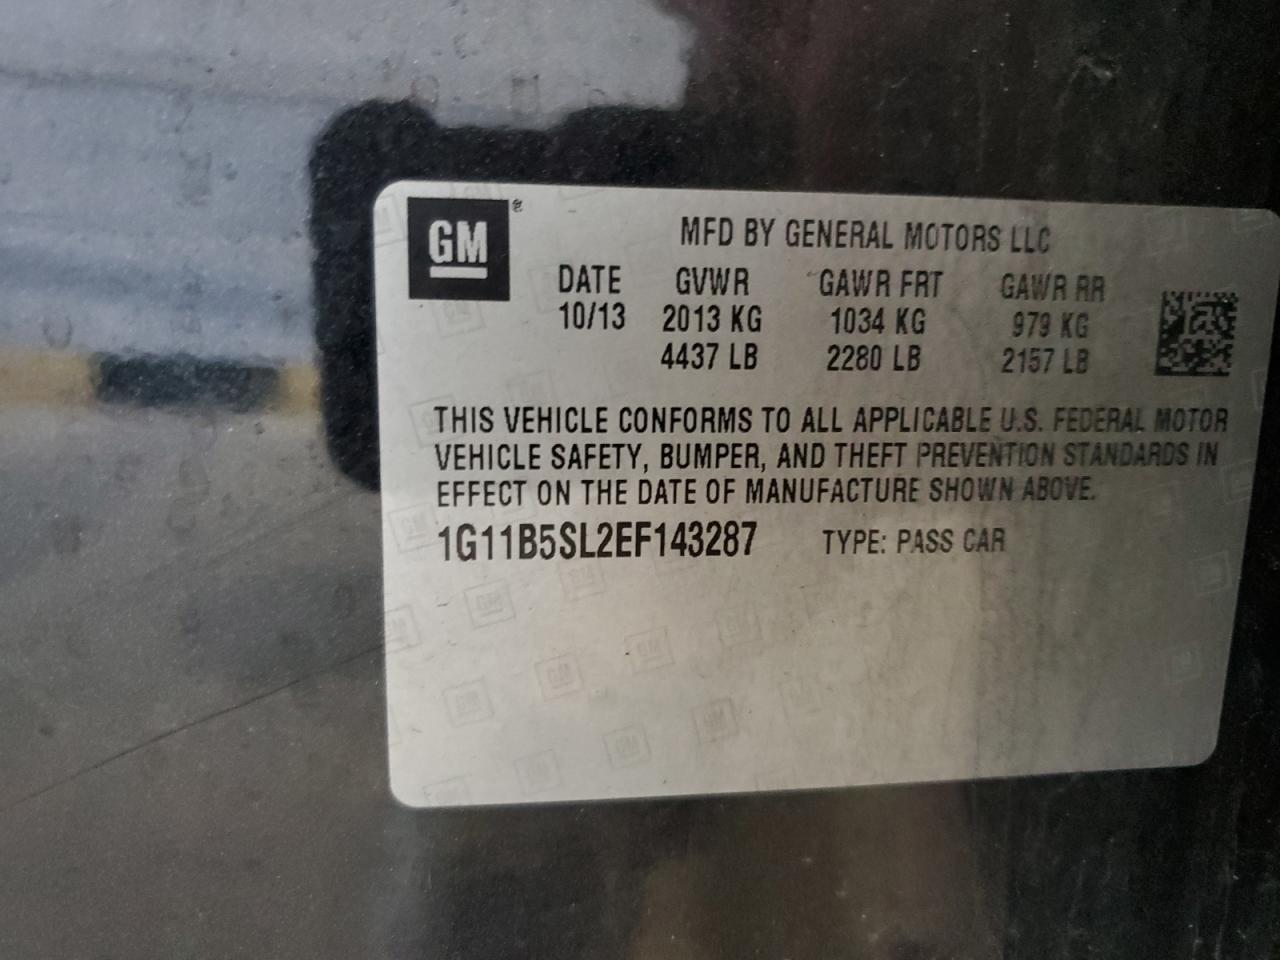 GM®
MFD BY GENERAL MOTORS LLC
DATE GVWR GAWR FRT GAWR RR
10/13 2013 KG 1034 KG 979 KG
4437 LB 2280 LB 2157 LB
THIS VEHICLE CONFORMS TO ALL APPLICABLE U.S. FEDERAL MOTOR
VEHICLE SAFETY, BUMPER, AND THEFT PREVENTION STANDARDS IN
EFFECT ON THE DATE OF MANUFACTURE SHOWN ABOVE.
1G11B5SL2EF143287 TYPE: PASS CAR